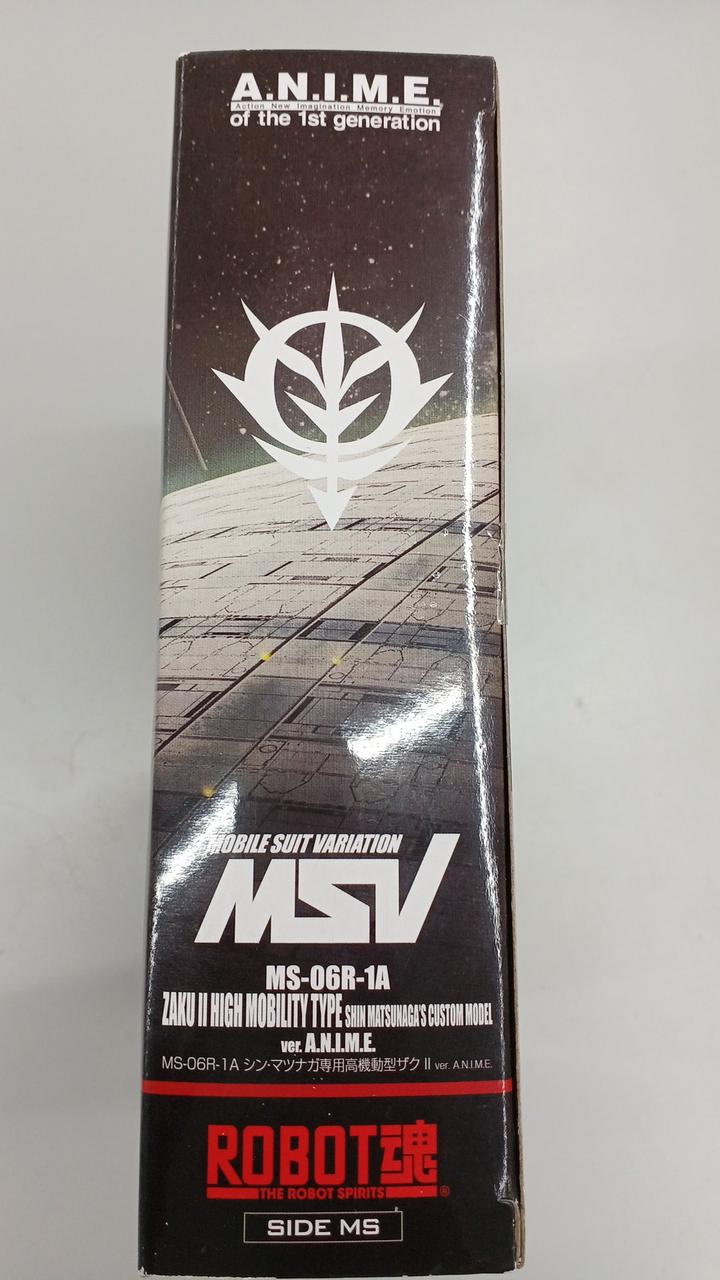 A.N.I.M.E.
Action New Imagination Memory Emotion
of the 1st generation
MOBILE SUIT VARIATION
MSV
MS-06R-1A
ZAKU II HIGH MOBILITY TYPE SHIN MATSUNAGA'S CUSTOM MODEL
ver. A.N.I.M.E.
MS-06R-1A シン・マツナガ専用高機動型ザクⅡ ver. A.N.I.M.E.
ROBOT魂
THE ROBOT SPIRITS ®
SIDE MS